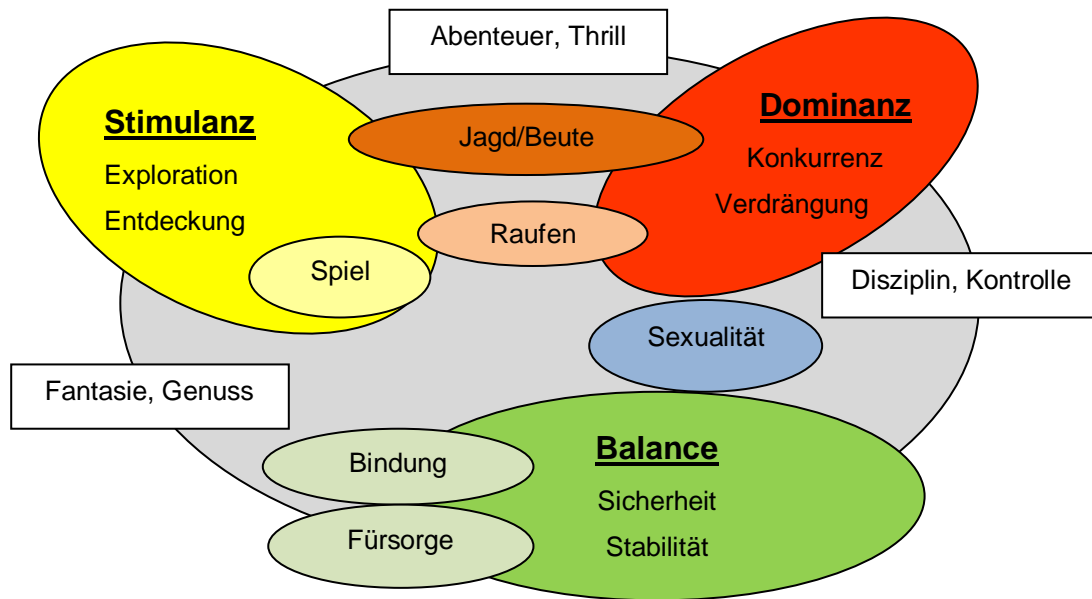 Abenteuer, Thrill
Stimulanz
Exploration
Entdeckung
Spiel
Jagd/Beute
Raufen
Dominanz
Konkurrenz
Verdrängung
Disziplin, Kontrolle
Sexualität
Fantasie, Genuss
Bindung
Fürsorge
Balance
Sicherheit
Stabilität